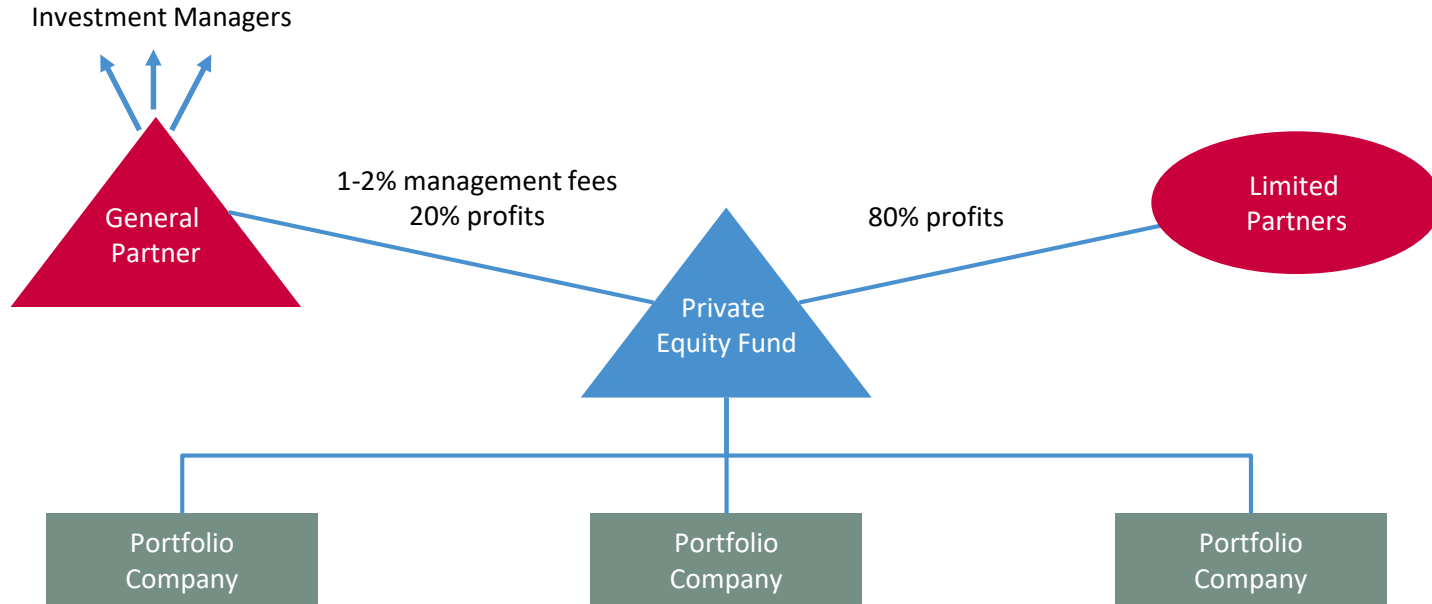 Investment Managers
General
Partner
1-2% management fees
20% profits
Private
Equity Fund
80% profits
Limited
Partners
Portfolio
Company
Portfolio
Company
Portfolio
Company